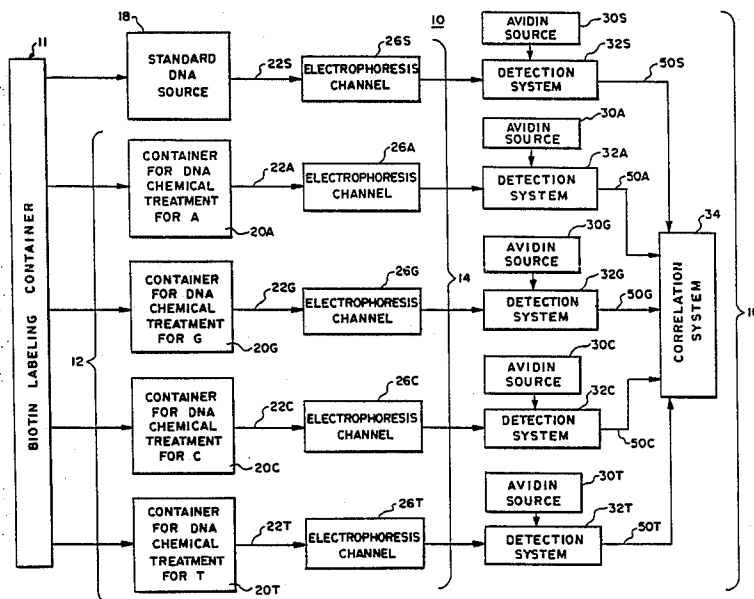 11
BIOTIN LABELING CONTAINER
12
18
STANDARD
DNA
SOURCE
22S
26S
ELECTROPHORESIS
CHANNEL
10
AVIDIN
SOURCE
30S
32S
DETECTION
SYSTEM
50S
CONTAINER
FOR DNA
CHEMICAL
TREATMENT
FOR A
20A
22A
26A
ELECTROPHORESIS
CHANNEL
AVIDIN
SOURCE
30A
32A
DETECTION
SYSTEM
50A
CONTAINER
FOR DNA
CHEMICAL
TREATMENT
FOR G
20G
22G
26G
ELECTROPHORESIS
CHANNEL
14
AVIDIN
SOURCE
30G
32G
DETECTION
SYSTEM
50G
CONTAINER
FOR DNA
CHEMICAL
TREATMENT
FOR C
20C
22C
26C
ELECTROPHORESIS
CHANNEL
AVIDIN
SOURCE
30C
32C
DETECTION
SYSTEM
50C
CONTAINER
FOR DNA
CHEMICAL
TREATMENT
FOR T
20T
22T
26T
ELECTROPHORESIS
CHANNEL
AVIDIN
SOURCE
30T
32T
DETECTION
SYSTEM
50T
34
CORRELATION
SYSTEM